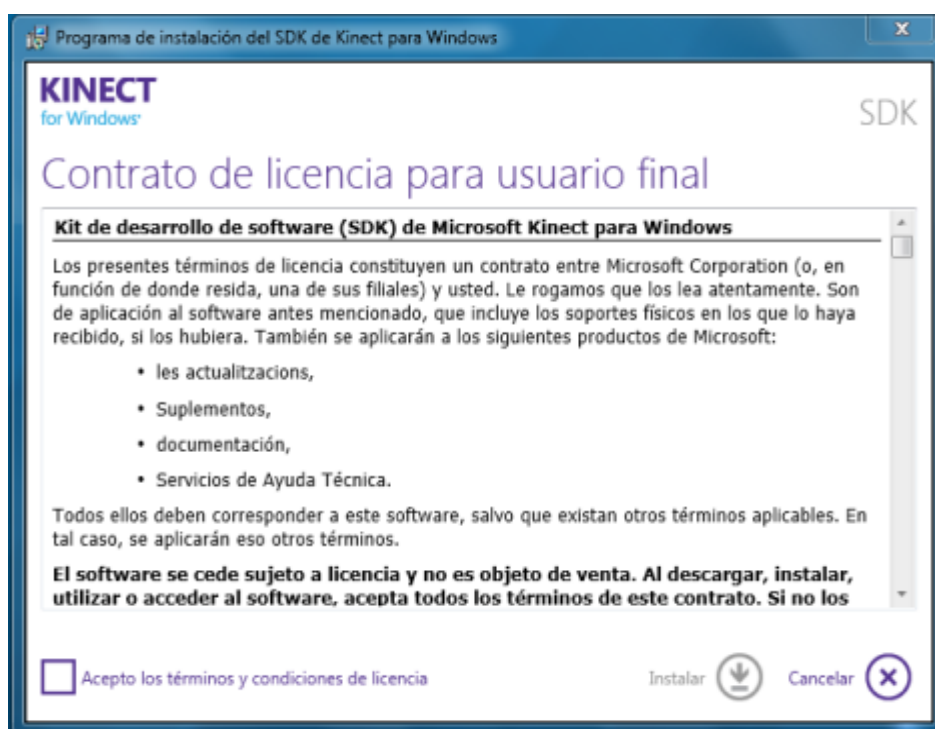 Programa de instalación del SDK de Kinect para Windows
KINECT
for Windows
SDK
Contrato de licencia para usuario final
Kit de desarrollo de software (SDK) de Microsoft Kinect para Windows
Los presentes términos de licencia constituyen un contrato entre Microsoft Corporation (o, en
función de donde resida, una de sus filiales) y usted. Le rogamos que los lea atentamente. Son
de aplicación al software antes mencionado, que incluye los soportes físicos en los que lo haya
recibido, si los hubiera. También se aplicarán a los siguientes productos de Microsoft:
• les actualitzacions,
• Suplementos,
• documentación,
• Servicios de Ayuda Técnica.
Todos ellos deben corresponder a este software, salvo que existan otros términos aplicables. En
tal caso, se aplicarán eso otros términos.
El software se cede sujeto a licencia y no es objeto de venta. Al descargar, instalar,
utilizar o acceder al software, acepta todos los términos de este contrato. Si no los
Acepto los términos y condiciones de licencia
Instalar
Cancelar